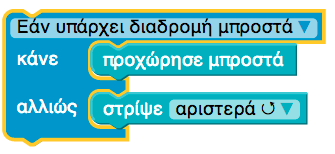 Εάν υπάρχει διαδρομή μπροστά
κάνε προχώρησε μπροστά
αλλιώς στρίψε αριστερά ↺